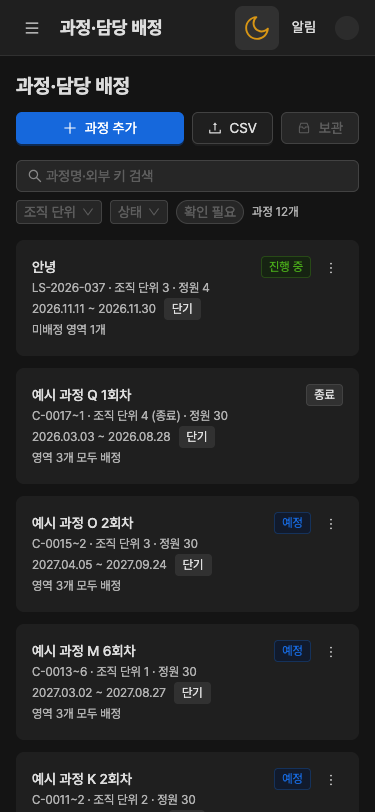 과정·담당 배정
알림
과정·담당 배정
과정 추가
CSV
보관
과정명·외부 키 검색
조직 단위
상태
확인 필요
과정 12개
안녕
진행 중
LS-2026-037 · 조직 단위 3 · 정원 4
2026.11.11 ~ 2026.11.30 단기
미배정 영역 1개
예시 과정 Q 1회차
종료
C-0017~1 · 조직 단위 4 (종료) · 정원 30
2026.03.03 ~ 2026.08.28 단기
영역 3개 모두 배정
예시 과정 O 2회차
예정
C-0015~2 · 조직 단위 3 · 정원 30
2027.04.05 ~ 2027.09.24 단기
영역 3개 모두 배정
예시 과정 M 6회차
예정
C-0013~6 · 조직 단위 1 · 정원 30
2027.03.02 ~ 2027.08.27 단기
영역 3개 모두 배정
예시 과정 K 2회차
예정
C-0011~2 · 조직 단위 2 · 정원 30